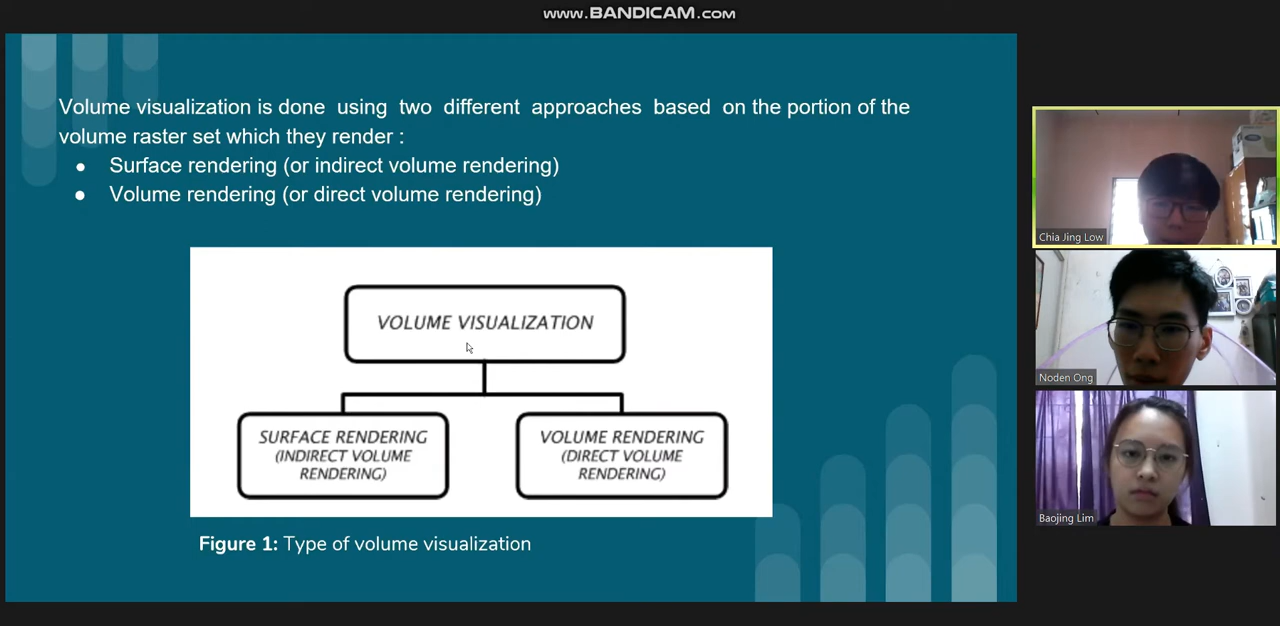 www.BANDICAM.com
Volume visualization is done using two different approaches based on the portion of the
volume raster set which they render :
● Surface rendering (or indirect volume rendering)
● Volume rendering (or direct volume rendering)
VOLUME VISUALIZATION
SURFACE RENDERING
(INDIRECT VOLUME
RENDERING)
VOLUME RENDERING
(DIRECT VOLUME
RENDERING)
Figure 1: Type of volume visualization
Chia Jing Low
Noden Ong
Baojing Lim